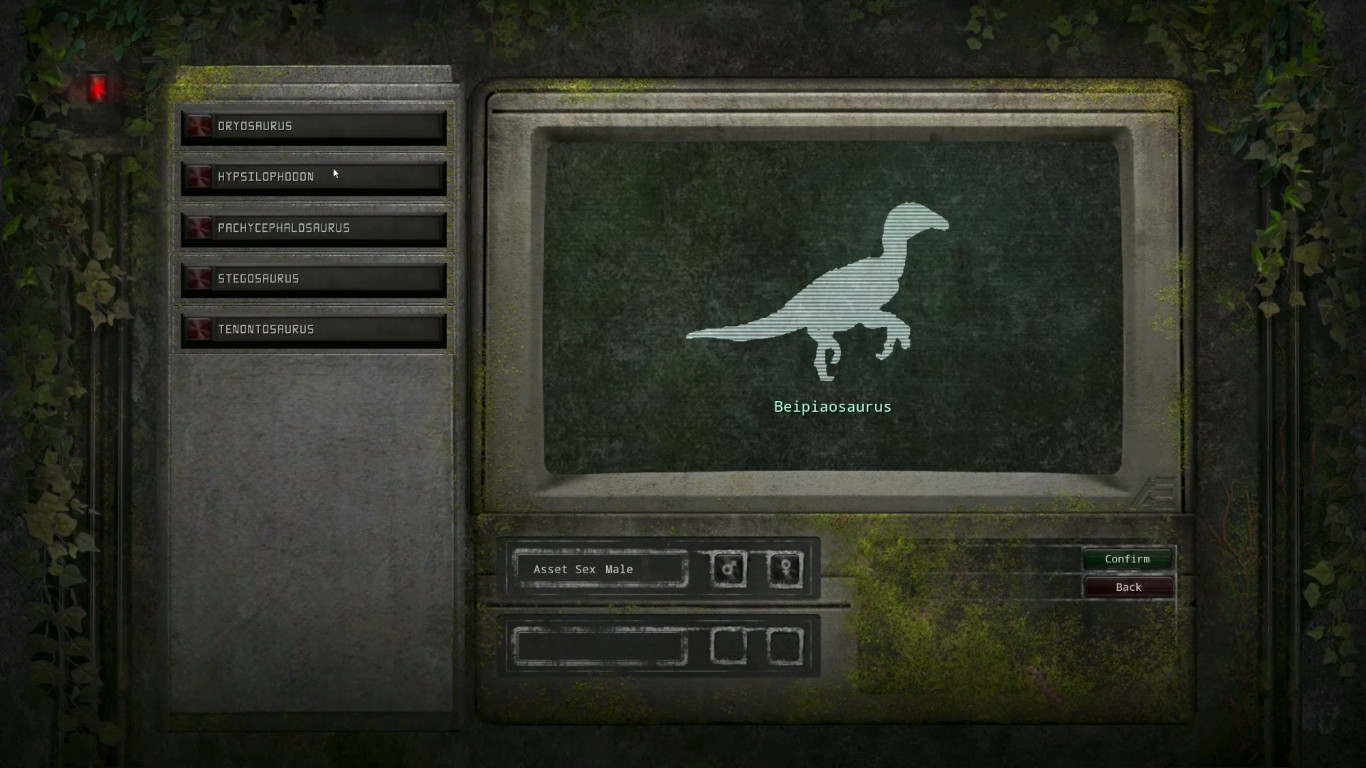 DRYOSAURUS
HYPSILOPHODON
PACHYCEPHALOSAURUS
STEGOSAURUS
TENONTOSAURUS
Beipiaosaurus
Asset Sex Male
Confirm
Back